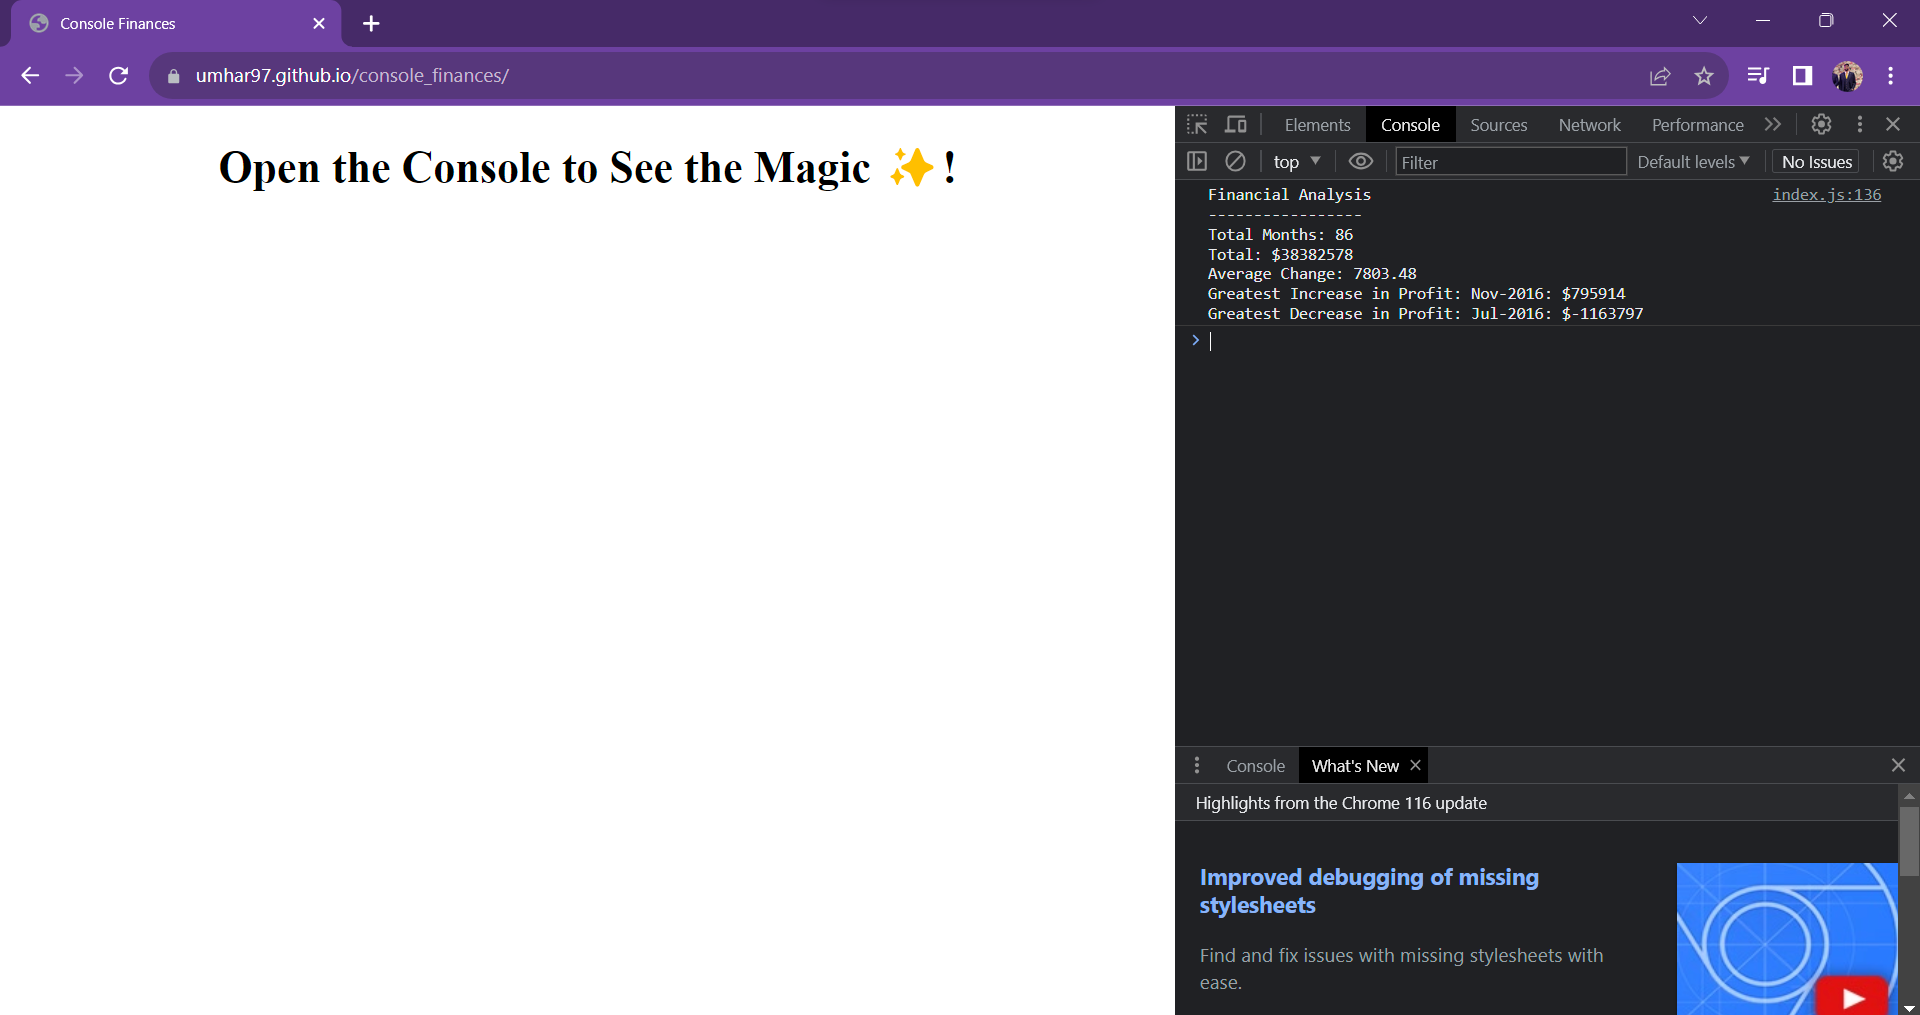 Console Finances
umhar97.github.io/console_finances/
Open the Console to See the Magic ✨!
Elements Console Sources Network Performance
top Filter Default levels No Issues
Financial Analysis index.js:136
-----------------
Total Months: 86
Total: $38382578
Average Change: 7803.48
Greatest Increase in Profit: Nov-2016: $795914
Greatest Decrease in Profit: Jul-2016: $-1163797
Console What's New
Highlights from the Chrome 116 update
Improved debugging of missing
stylesheets
Find and fix issues with missing stylesheets with
ease.